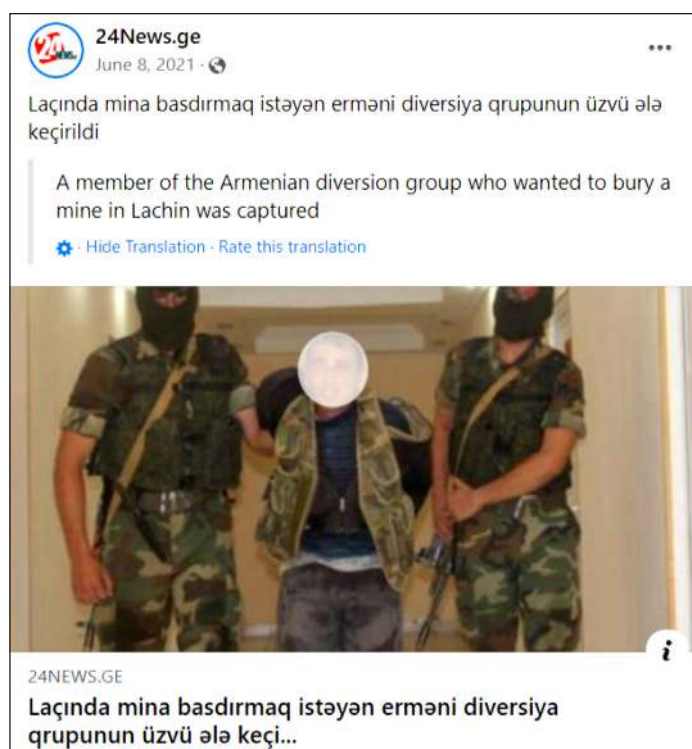 24News.ge
June 8, 2021 ·
Laçında mina basdırmaq istəyən erməni diversiya qrupunun üzvü ələ
keçirildi
A member of the Armenian diversion group who wanted to bury a
mine in Lachin was captured
· Hide Translation · Rate this translation
24NEWS.GE
Laçında mina basdırmaq istəyən erməni diversiya
qrupunun üzvü ələ keçi...